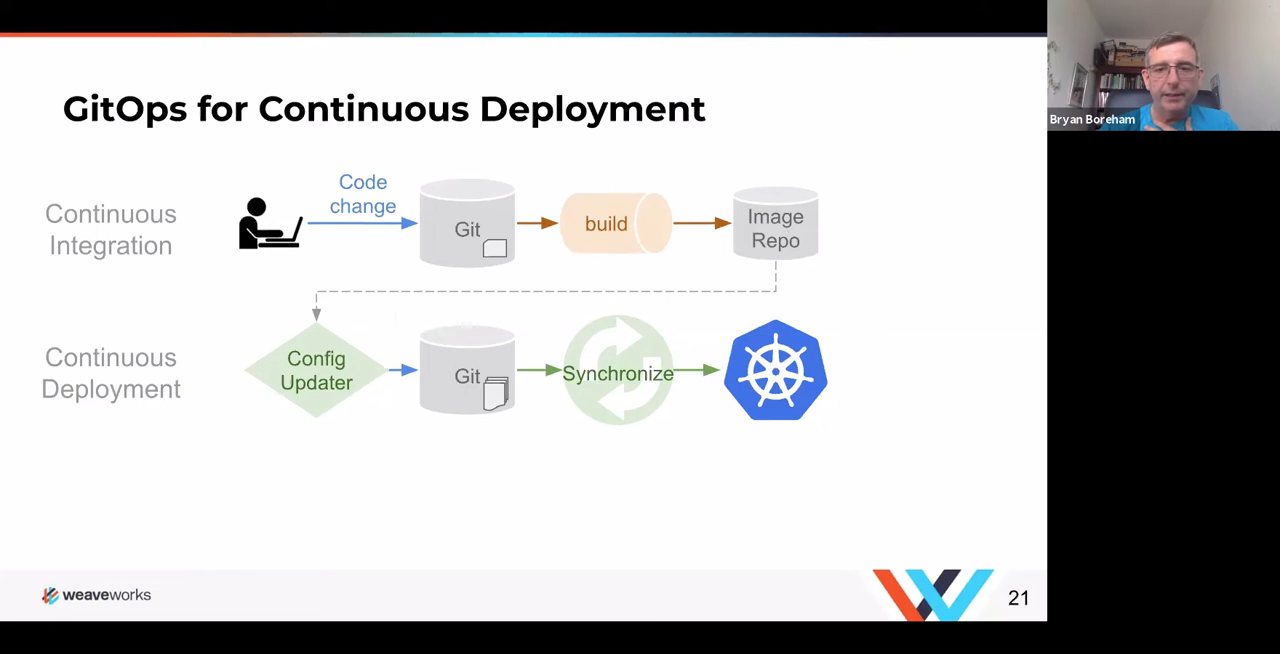 GitOps for Continuous Deployment
Bryan Boreham
Continuous
Integration
Code
change
Git
build
Image
Repo
Continuous
Deployment
Config
Updater
Git
Synchronize
weaveworks
21